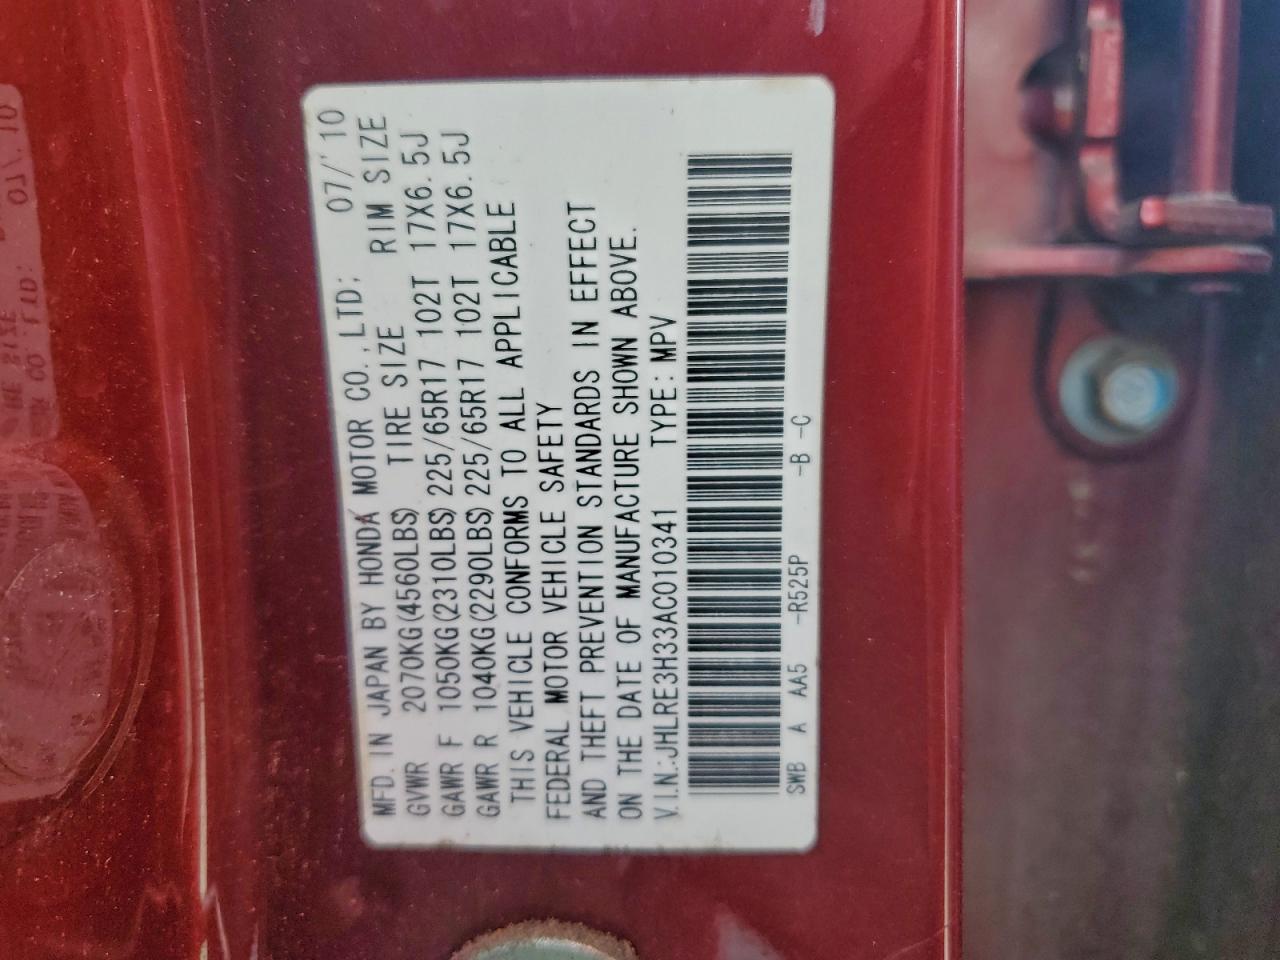 MFD. IN JAPAN BY HONDA MOTOR CO., LTD; 07/'10
GVWR 2070KG(4560LBS) TIRE SIZE RIM SIZE
GAWR F 1050KG(2310LBS) 225/65R17 102T 17X6.5J
GAWR R 1040KG(2290LBS) 225/65R17 102T 17X6.5J
THIS VEHICLE CONFORMS TO ALL APPLICABLE
FEDERAL MOTOR VEHICLE SAFETY
AND THEFT PREVENTION STANDARDS IN EFFECT
ON THE DATE OF MANUFACTURE SHOWN ABOVE.
V.I.N.:JHLRE3H33AC010341 TYPE:MPV
SWB A AA5 -R525P -B -C